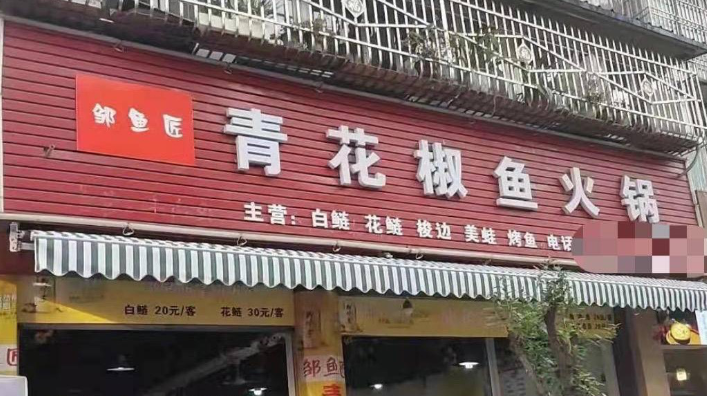 邹鱼匠
青花椒鱼火锅
主营：白鲢 花鲢 梭边 美蛙 烤鱼 电话
白鲢 20元/客 花鲢 30元/客
邹鱼